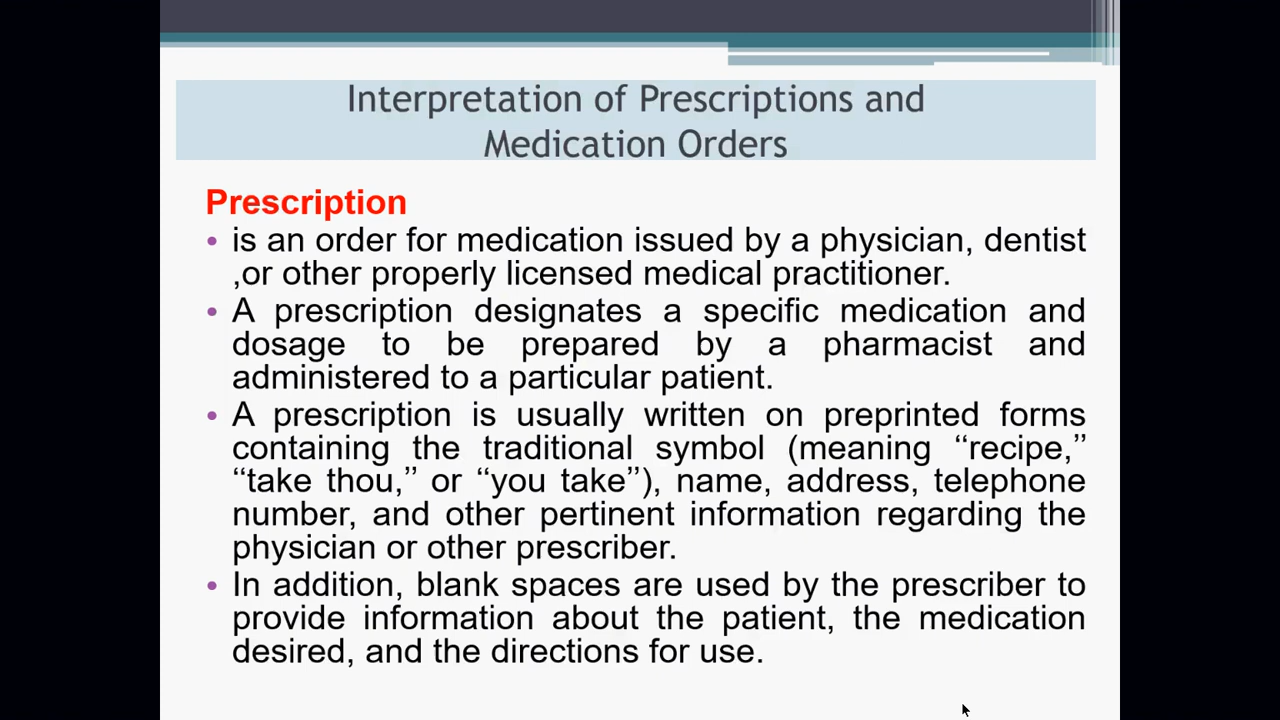 Interpretation of Prescriptions and
Medication Orders
Prescription
• is an order for medication issued by a physician, dentist
,or other properly licensed medical practitioner.
• A prescription designates a specific medication and
dosage to be prepared by a pharmacist and
administered to a particular patient.
• A prescription is usually written on preprinted forms
containing the traditional symbol (meaning ‘‘recipe,’’
‘‘take thou,’’ or ‘‘you take’’), name, address, telephone
number, and other pertinent information regarding the
physician or other prescriber.
• In addition, blank spaces are used by the prescriber to
provide information about the patient, the medication
desired, and the directions for use.